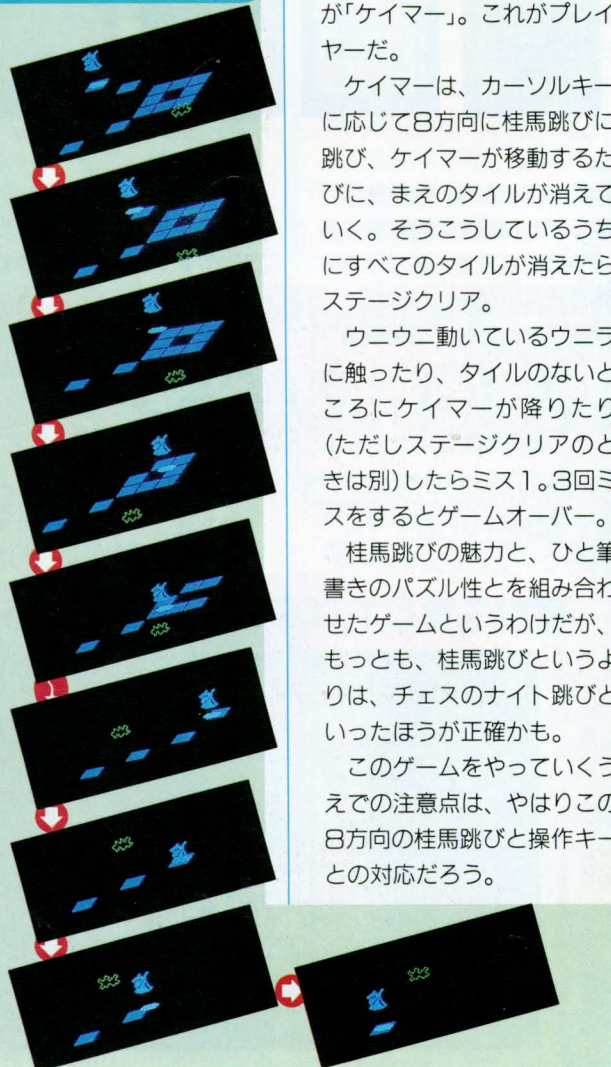 が「ケイマー」。これがプレイ
ヤーだ。
ケイマーは、カーソルキー
に応じて8方向に桂馬跳びに
跳び、ケイマーが移動するた
びに、まえのタイルが消えて
いく。そうこうしているうち
にすべてのタイルが消えたら
ステージクリア。
ウニウニ動いているウニラ
に触ったり、タイルのないと
ころにケイマーが降りたり
(ただしステージクリアのと
きは別)したらミス1。3回ミ
スをするとゲームオーバー。
桂馬跳びの魅力と、ひと筆
書きのパズル性とを組み合わ
せたゲームというわけだが、
もっとも、桂馬跳びというよ
りは、チェスのナイト跳びと
いったほうが正確かも。
このゲームをやっていくう
えでの注意点は、やはりこの
8方向の桂馬跳びと操作キー
との対応だろう。